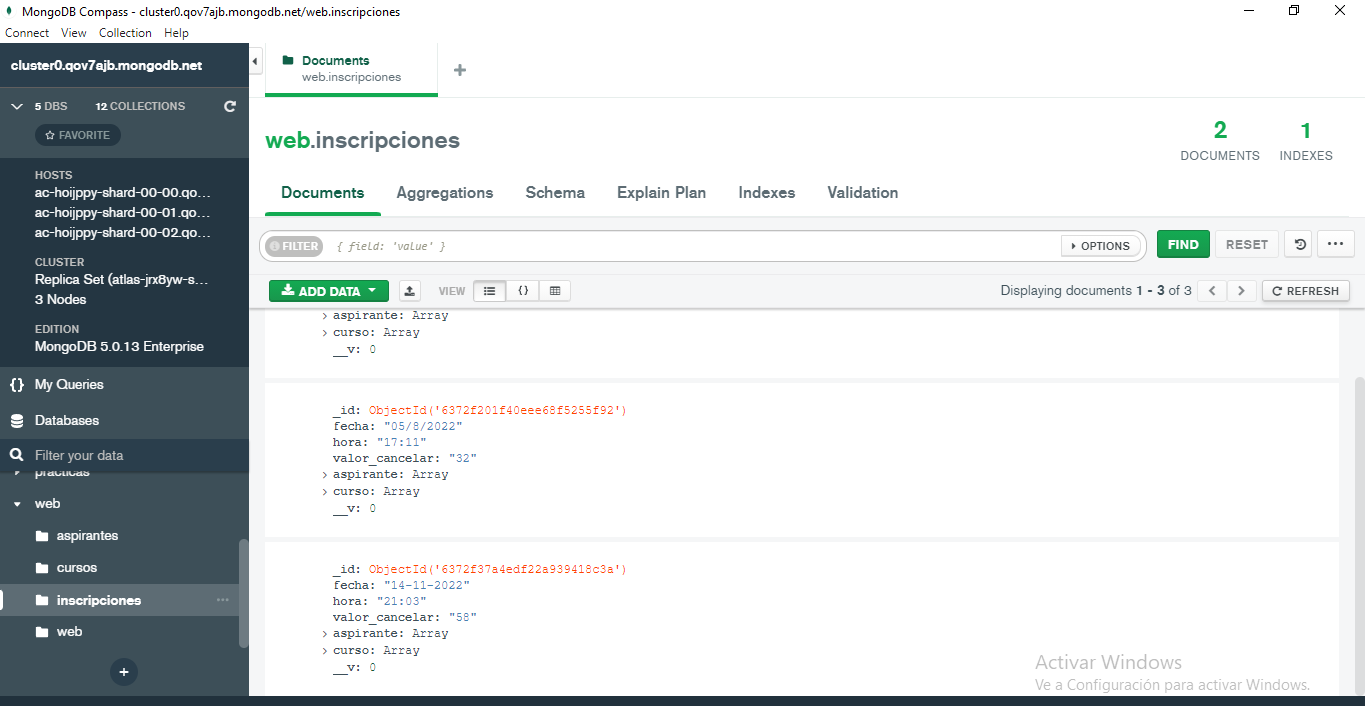 MongoDB Compass - cluster0.qov7ajb.mongodb.net/web.inscripciones
Connect View Collection Help
cluster0.qov7ajb.mongodb.net
5 DBS 12 COLLECTIONS
FAVORITE
HOSTS
ac-hoijppy-shard-00-00.qo...
ac-hoijppy-shard-00-01.qo...
ac-hoijppy-shard-00-02.qo...
CLUSTER
Replica Set (atlas-jrx8yw-s...
3 Nodes
EDITION
MongoDB 5.0.13 Enterprise
{} My Queries
Databases
Filter your data
practicas
web
aspirantes
cursos
inscripciones ...
web
+
Documents
web.inscripciones
+
web.inscripciones
2
DOCUMENTS
1
INDEXES
Documents Aggregations Schema Explain Plan Indexes Validation
FILTER { field: 'value' } OPTIONS FIND RESET ...
ADD DATA VIEW {} Displaying documents 1 - 3 of 3 < > REFRESH
> aspirante: Array
> curso: Array
__v: 0
_id: ObjectId('6372f201f40eee68f5255f92')
fecha: "05/8/2022"
hora: "17:11"
valor_cancelar: "32"
> aspirante: Array
> curso: Array
__v: 0
_id: ObjectId('6372f37a4edf22a939418c3a')
fecha: "14-11-2022"
hora: "21:03"
valor_cancelar: "58"
> aspirante: Array
> curso: Array
__v: 0
Activar Windows
Ve a Configuración para activar Windows.